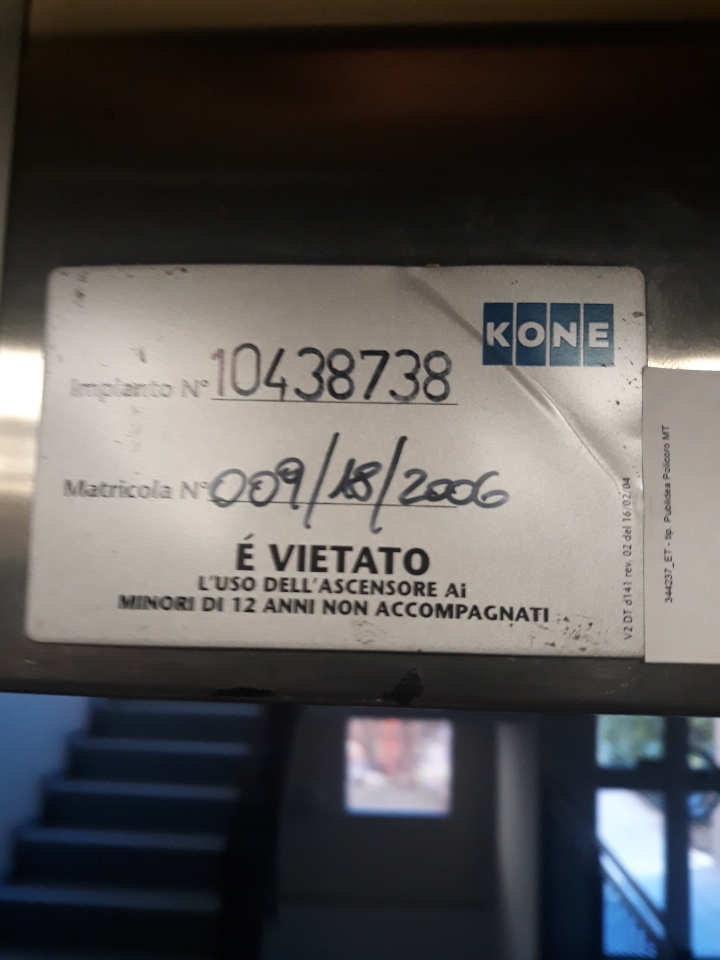 KONE
Impianto N° 10438738
Matricola N° 009/18/2006
É VIETATO
L'USO DELL'ASCENSORE Ai
MINORI DI 12 ANNI NON ACCOMPAGNATI
V2 DT d141 rev. 02 del 16/02/04
344237_ET - tip. Publidea Policoro MT